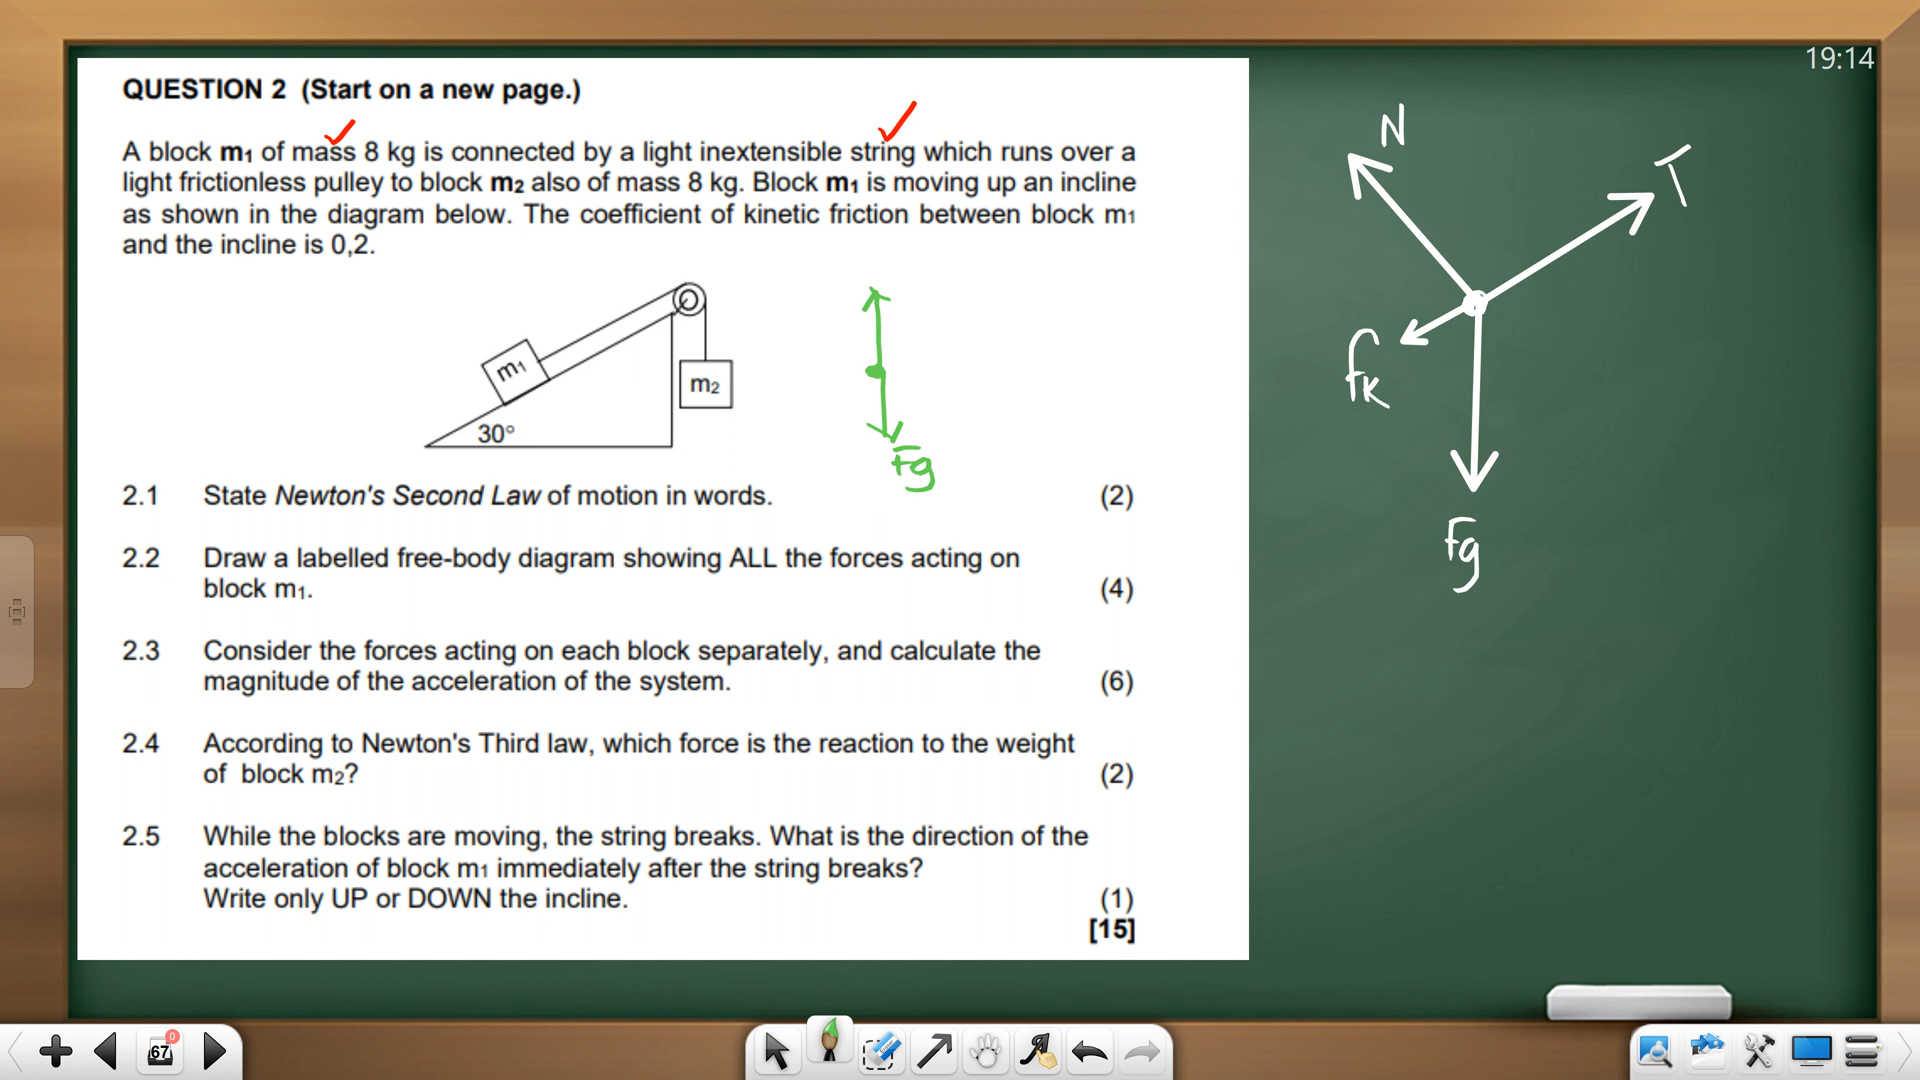 19:14
QUESTION 2 (Start on a new page.)
A block m1 of mass 8 kg is connected by a light inextensible string which runs over a
light frictionless pulley to block m2 also of mass 8 kg. Block m1 is moving up an incline
as shown in the diagram below. The coefficient of kinetic friction between block m1
and the incline is 0,2.
m1
m2
30°
Fg
N
T
fk
Fg
2.1 State Newton's Second Law of motion in words. (2)
2.2 Draw a labelled free-body diagram showing ALL the forces acting on
block m1. (4)
2.3 Consider the forces acting on each block separately, and calculate the
magnitude of the acceleration of the system. (6)
2.4 According to Newton's Third law, which force is the reaction to the weight
of block m2? (2)
2.5 While the blocks are moving, the string breaks. What is the direction of the
acceleration of block m1 immediately after the string breaks?
Write only UP or DOWN the incline. (1)
[15]
67
0